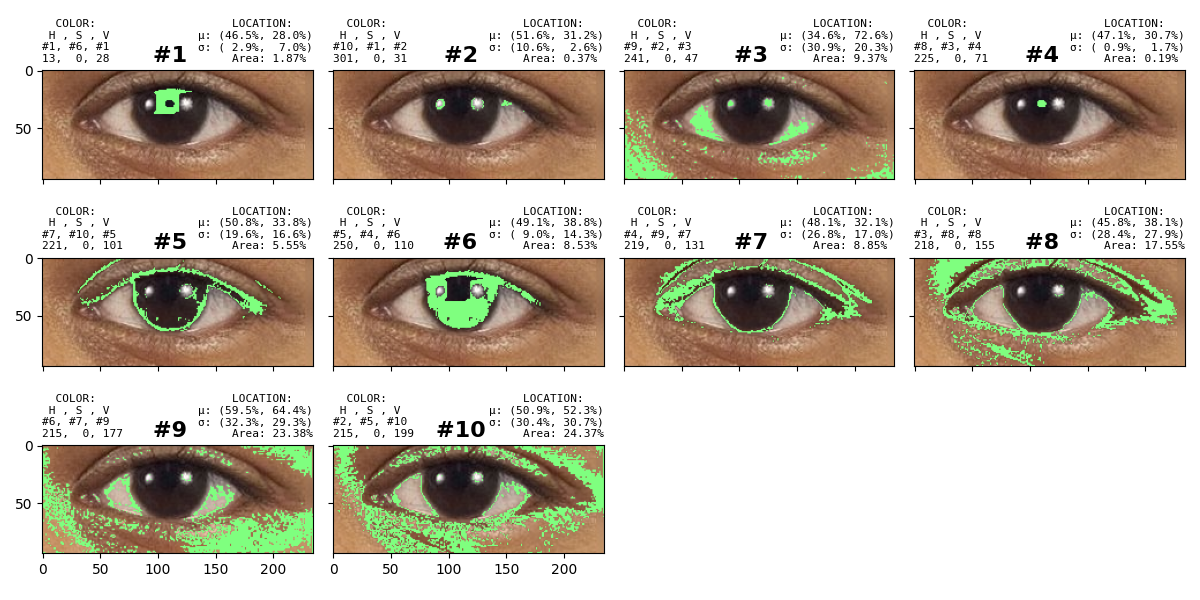 COLOR: LOCATION:
H , S , V μ: (46.5%, 28.0%)
#1, #6, #1 σ: ( 2.9%, 7.0%)
13, 0, 28 #1 Area: 1.87%
COLOR: LOCATION:
H , S , V μ: (51.6%, 31.2%)
#10, #1, #2 σ: (10.6%, 2.6%)
301, 0, 31 #2 Area: 0.37%
COLOR: LOCATION:
H , S , V μ: (34.6%, 72.6%)
#9, #2, #3 σ: (30.9%, 20.3%)
241, 0, 47 #3 Area: 9.37%
COLOR: LOCATION:
H , S , V μ: (47.1%, 30.7%)
#8, #3, #4 σ: ( 0.9%, 1.7%)
225, 0, 71 #4 Area: 0.19%
0
50
COLOR: LOCATION:
H , S , V μ: (50.8%, 33.8%)
#7, #10, #5 σ: (19.6%, 16.6%)
221, 0, 101 #5 Area: 5.55%
COLOR: LOCATION:
H , S , V μ: (49.1%, 38.8%)
#5, #4, #6 σ: ( 9.0%, 14.3%)
250, 0, 110 #6 Area: 8.53%
COLOR: LOCATION:
H , S , V μ: (48.1%, 32.1%)
#4, #9, #7 σ: (26.8%, 17.0%)
219, 0, 131 #7 Area: 8.85%
COLOR: LOCATION:
H , S , V μ: (45.8%, 38.1%)
#3, #8, #8 σ: (28.4%, 27.9%)
218, 0, 155 #8 Area: 17.55%
0
50
COLOR: LOCATION:
H , S , V μ: (59.5%, 64.4%)
#6, #7, #9 σ: (32.3%, 29.3%)
215, 0, 177 #9 Area: 23.38%
COLOR: LOCATION:
H , S , V μ: (50.9%, 52.3%)
#2, #5, #10 σ: (30.4%, 30.7%)
215, 0, 199 #10 Area: 24.37%
0
50
0 50 100 150 200
0 50 100 150 200